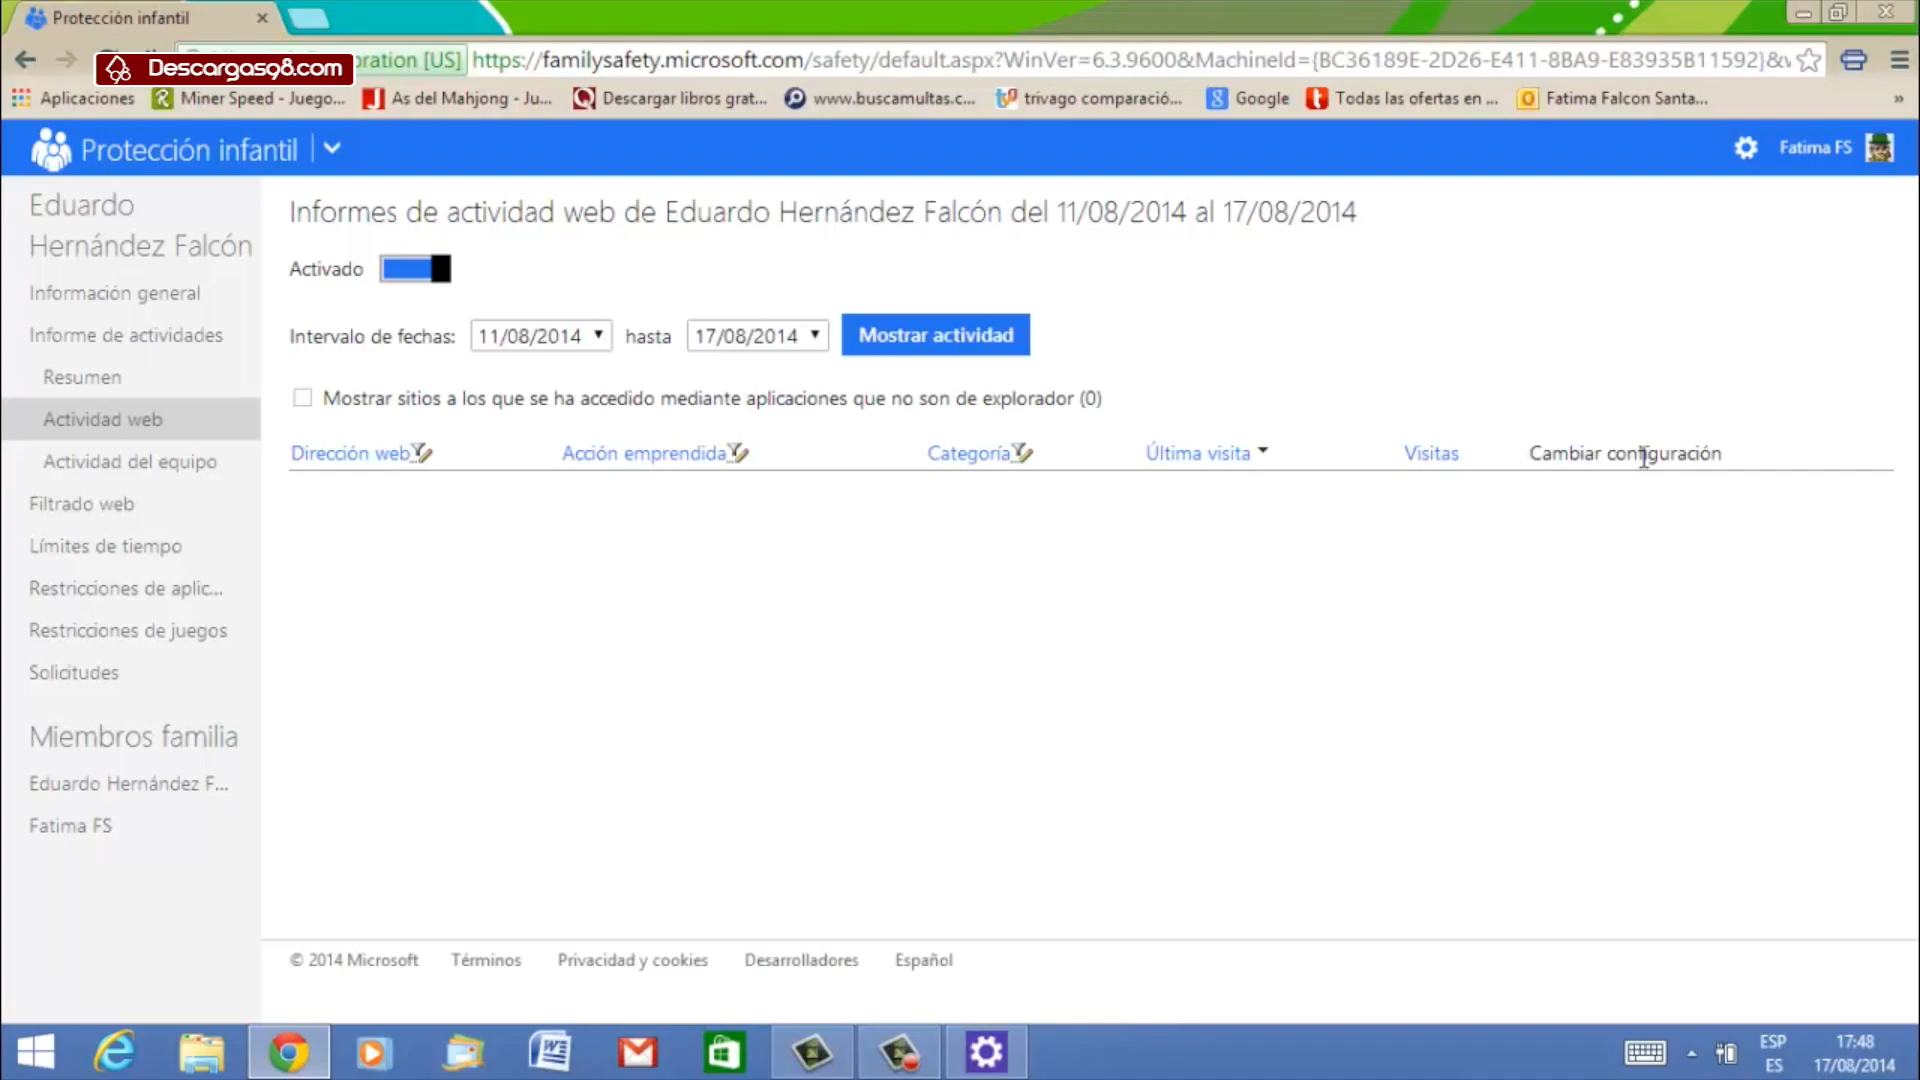 Protección infantil
Descargas98.com
oration [US] https://familysafety.microsoft.com/safety/default.aspx?WinVer=6.3.9600&MachineId={BC36189E-2D26-E411-8BA9-E83935B11592}&v
Aplicaciones Miner Speed - Juego... As del Mahjong - Ju... Descargar libros grat... www.buscamultas.c... trivago comparació... Google Todas las ofertas en ... Fatima Falcon Santa... »
Protección infantil Fatima FS
Eduardo
Hernández Falcón
Información general
Informe de actividades
Resumen
Actividad web
Actividad del equipo
Filtrado web
Límites de tiempo
Restricciones de aplic...
Restricciones de juegos
Solicitudes
Miembros familia
Eduardo Hernández F...
Fatima FS
Informes de actividad web de Eduardo Hernández Falcón del 11/08/2014 al 17/08/2014
Activado
Intervalo de fechas: 11/08/2014 hasta 17/08/2014 Mostrar actividad
Mostrar sitios a los que se ha accedido mediante aplicaciones que no son de explorador (0)
Dirección web Acción emprendida Categoría Última visita Visitas Cambiar configuración
© 2014 Microsoft Términos Privacidad y cookies Desarrolladores Español
ESP
ES
17:48
17/08/2014